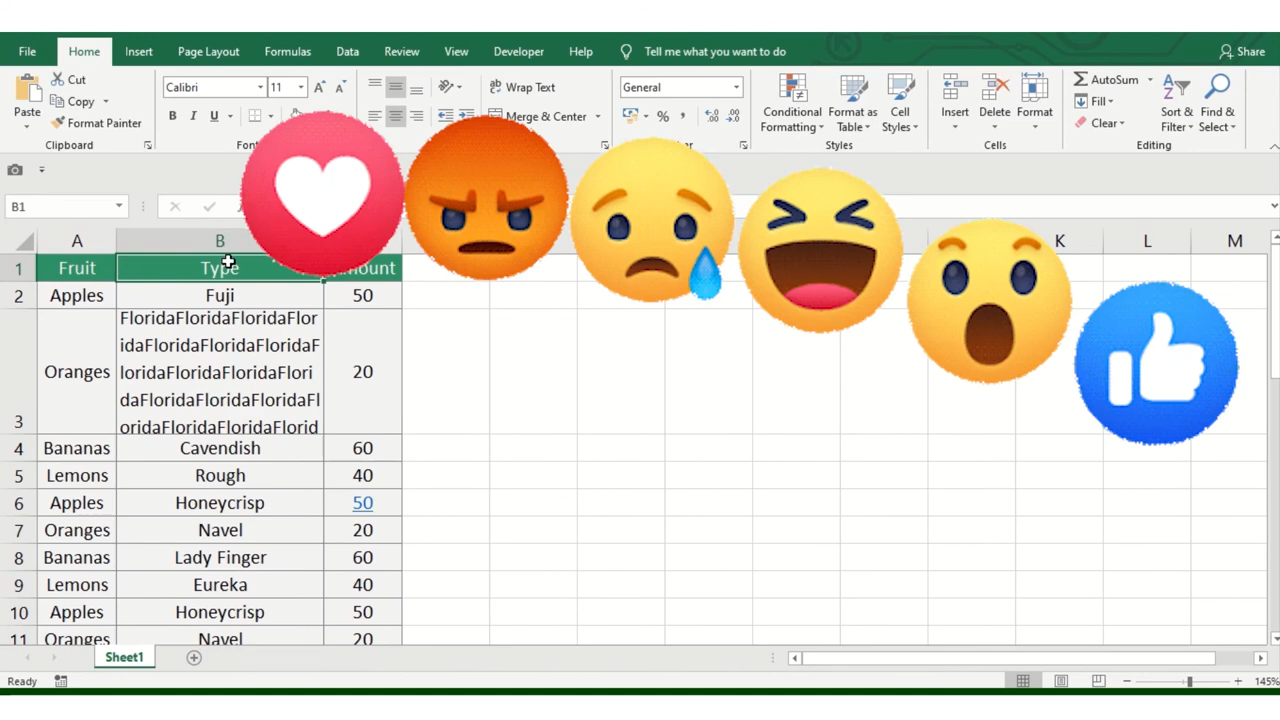 File Home Insert Page Layout Formulas Data Review View Developer Help Tell me what you want to do Share
Paste Cut Copy Format Painter
Clipboard
Calibri 11 A A
B I U
Wrap Text
Merge & Center
General
% ,
Conditional Formatting Format as Table Cell Styles
Styles
Insert Delete Format
Cells
AutoSum Fill Clear
Sort & Filter Find & Select
Editing
B1
A B K L M
1 Fruit Type
2 Apples Fuji 50
FloridaFloridaFloridaFlor
idaFloridaFloridaFloridaF
3 Oranges loridaFloridaFloridaFlori 20
daFloridaFloridaFloridaFl
oridaFloridaFloridaFlorid
4 Bananas Cavendish 60
5 Lemons Rough 40
6 Apples Honeycrisp 50
7 Oranges Navel 20
8 Bananas Lady Finger 60
9 Lemons Eureka 40
10 Apples Honeycrisp 50
11 Oranges Navel 20
Sheet1
Ready 145%